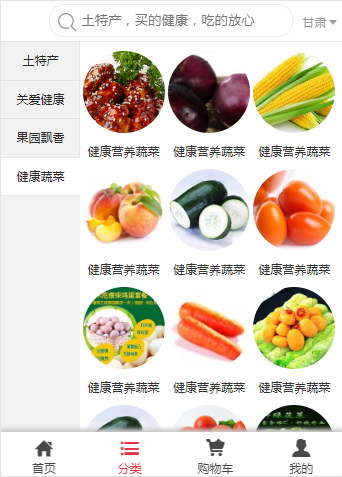 土特产，买的健康，吃的放心
甘肃
土特产
关爱健康
果园飘香
健康蔬菜
健康营养蔬菜 健康营养蔬菜 健康营养蔬菜
健康营养蔬菜 健康营养蔬菜 健康营养蔬菜
健康营养蔬菜 健康营养蔬菜 健康营养蔬菜
首页 分类 购物车 我的